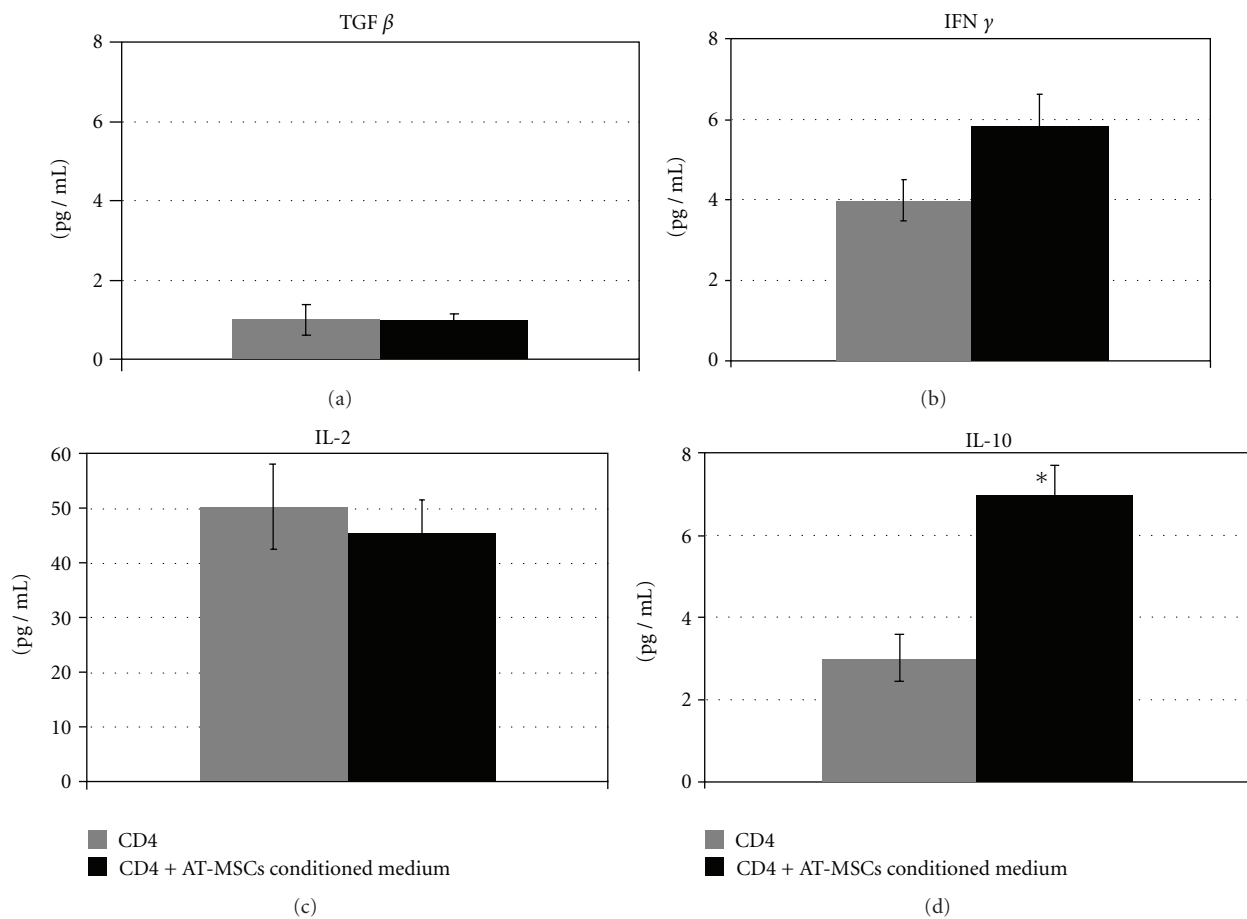 TGF β
8
6
4
2
0
(pg / mL)
(a)
IFN γ
8
6
4
2
0
(pg / mL)
(b)
IL-2
60
50
40
30
20
10
0
(pg / mL)
CD4
CD4 + AT-MSCs conditioned medium
(c)
IL-10
8
6
4
2
0
(pg / mL)
*
CD4
CD4 + AT-MSCs conditioned medium
(d)